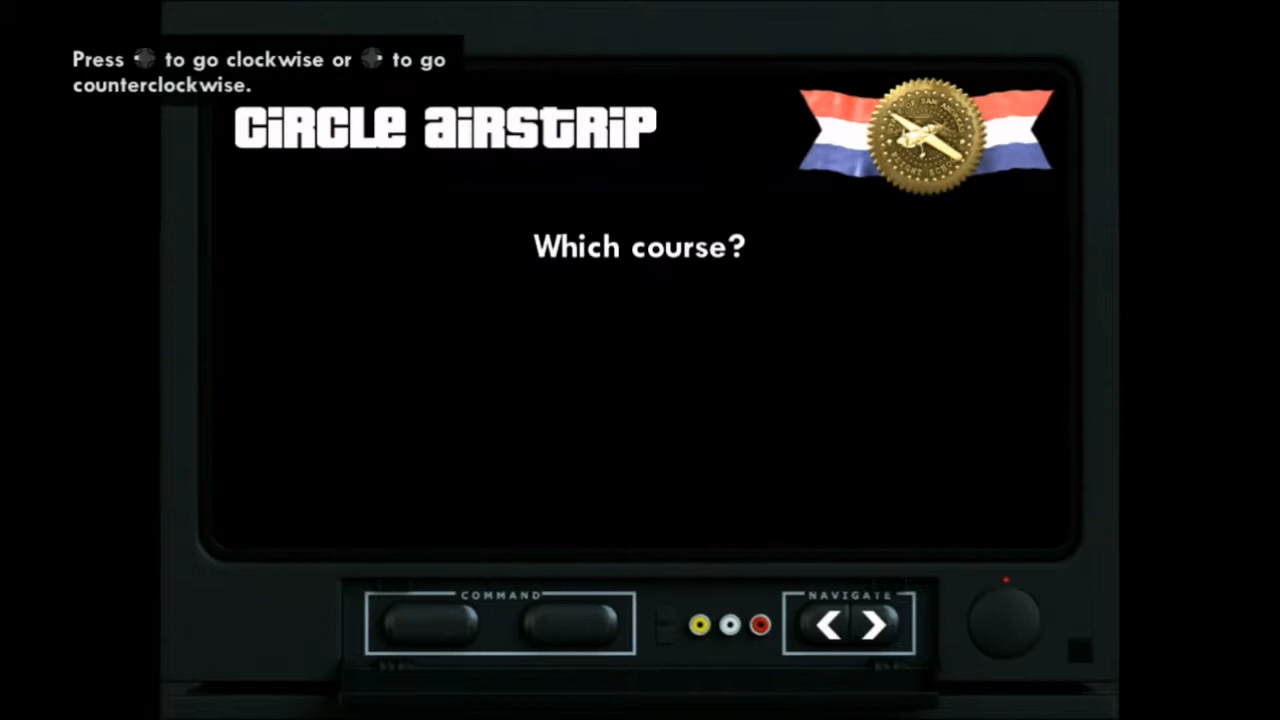 Press to go clockwise or to go
counterclockwise.
CiRCLE AiRStRiP
Which course?
COMMAND
NAVIGATE